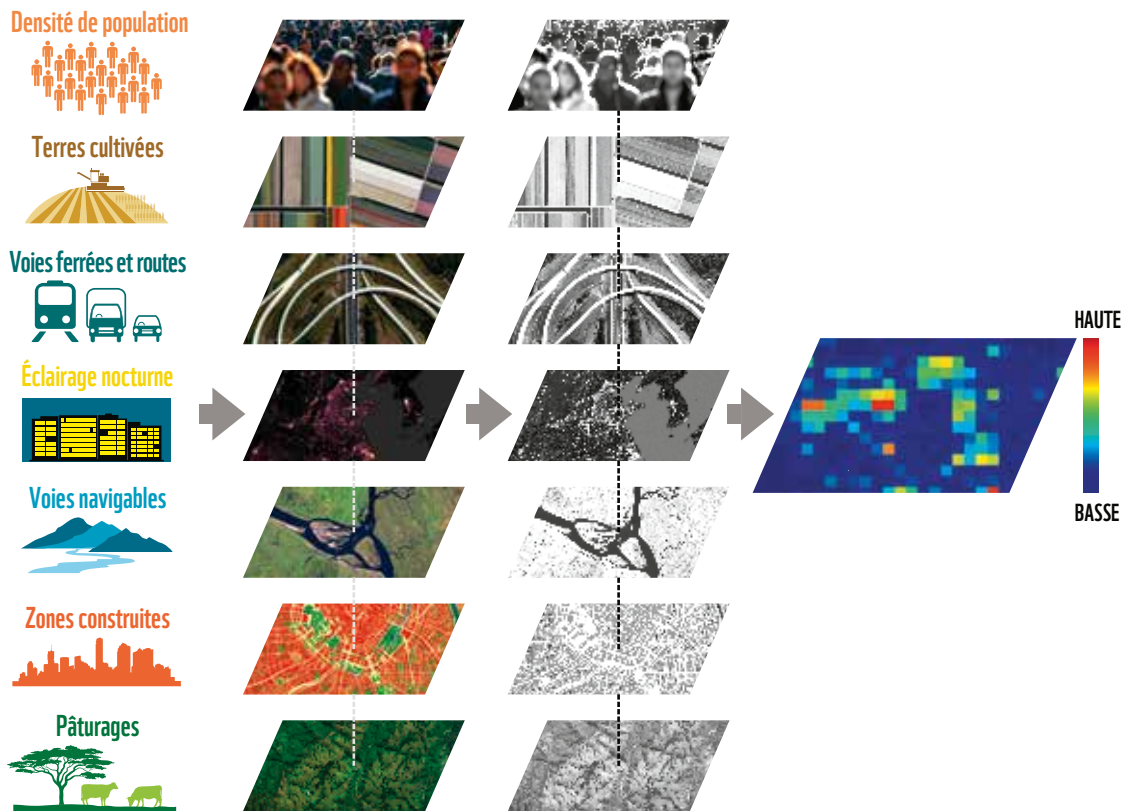 Densité de population
Terres cultivées
Voies ferrées et routes
Éclairage nocturne
Voies navigables
Zones construites
Pâturages
HAUTE
BASSE